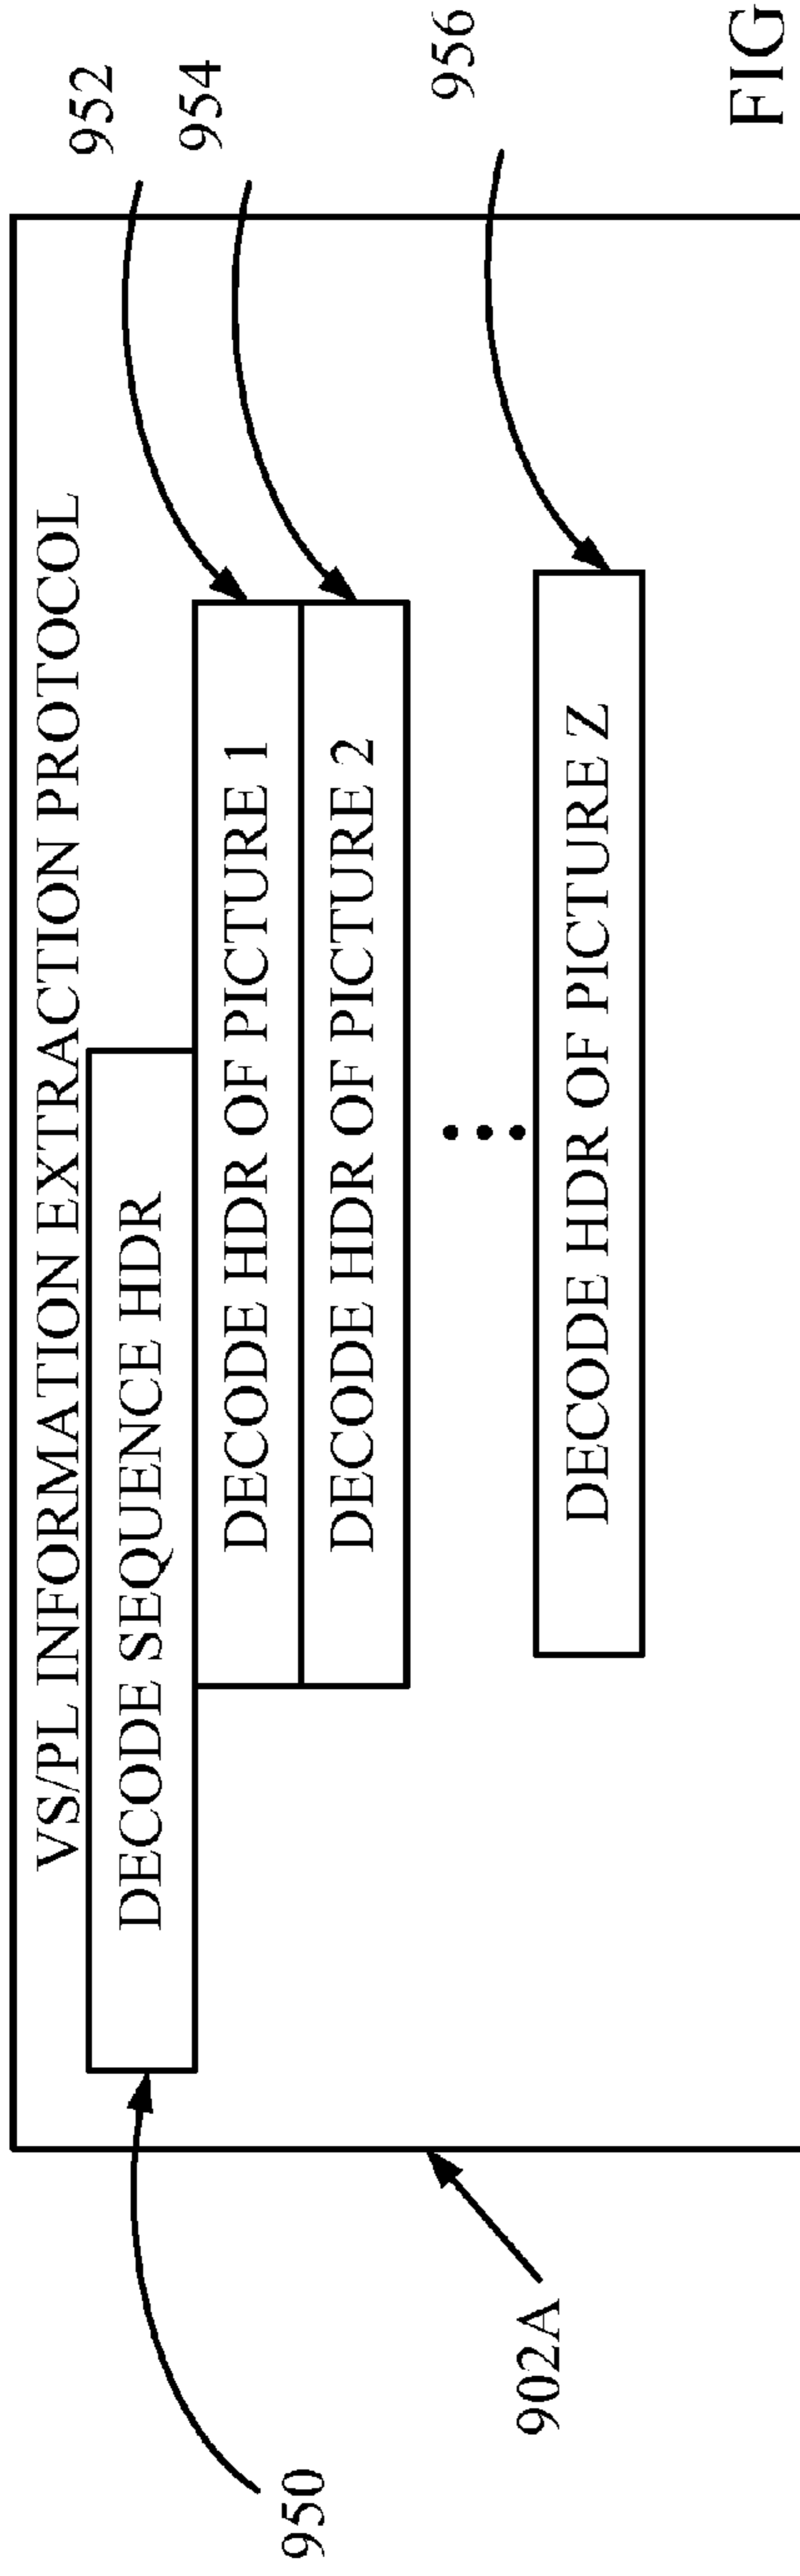 VS/PL INFORMATION EXTRACTION PROTOCOL
DECODE SEQUENCE HDR
DECODE HDR OF PICTURE 1
DECODE HDR OF PICTURE 2
DECODE HDR OF PICTURE Z
950
902A
952
954
956
FIG